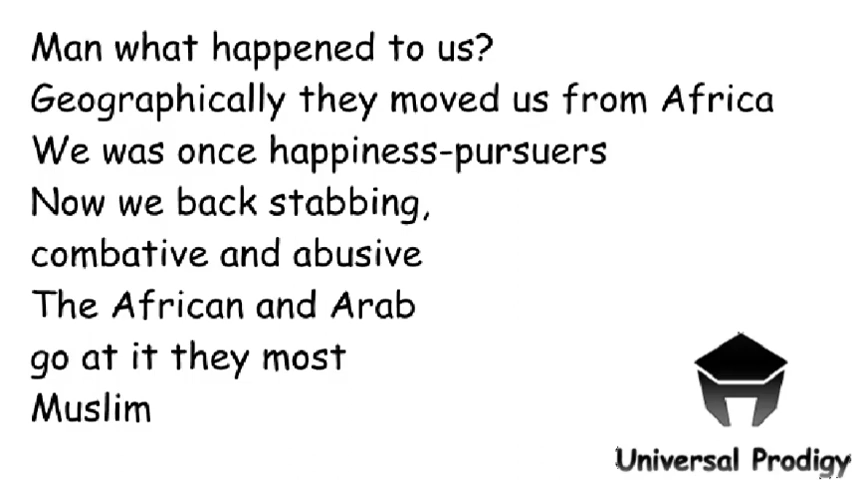 Man what happened to us?
Geographically they moved us from Africa
We was once happiness-pursuers
Now we back stabbing,
combative and abusive
The African and Arab
go at it they most
Muslim
Universal Prodigy